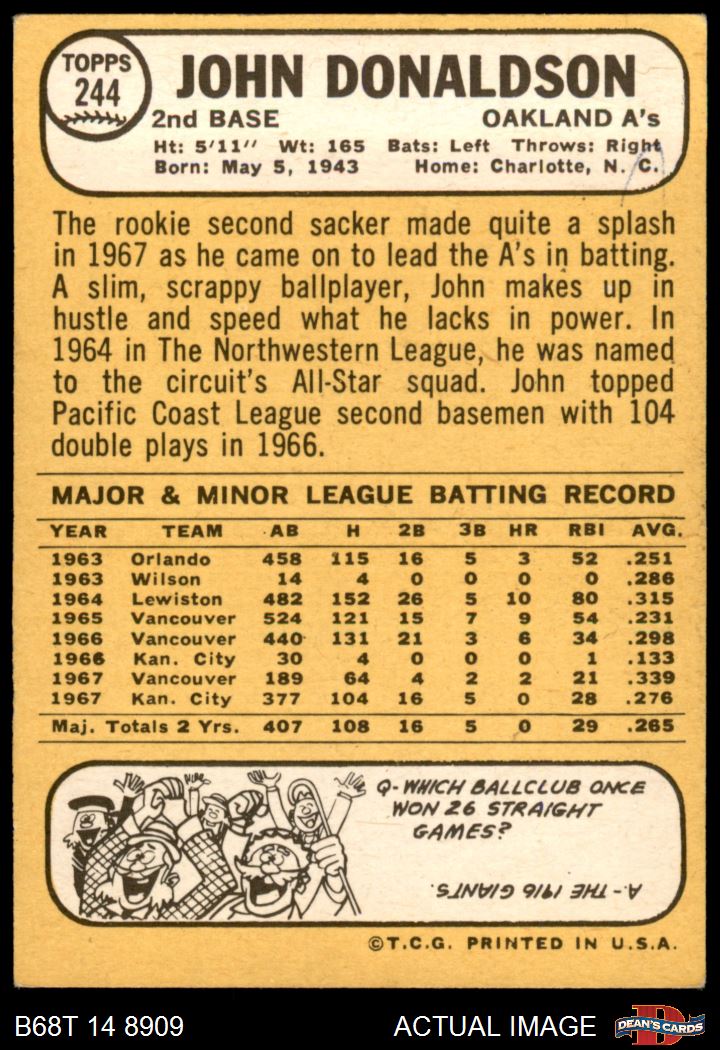 TOPPS
244
JOHN DONALDSON
2nd BASE OAKLAND A's
Ht: 5'11" Wt: 165 Bats: Left Throws: Right
Born: May 5, 1943 Home: Charlotte, N. C.
The rookie second sacker made quite a splash
in 1967 as he came on to lead the A's in batting.
A slim, scrappy ballplayer, John makes up in
hustle and speed what he lacks in power. In
1964 in The Northwestern League, he was named
to the circuit's All-Star squad. John topped
Pacific Coast League second basemen with 104
double plays in 1966.
MAJOR & MINOR LEAGUE BATTING RECORD
YEAR TEAM AB H 2B 3B HR RBI AVG.
1963 Orlando 458 115 16 5 3 52 .251
1963 Wilson 14 4 0 0 0 0 .286
1964 Lewiston 482 152 26 5 10 80 .315
1965 Vancouver 524 121 15 7 9 54 .231
1966 Vancouver 440 131 21 3 6 34 .298
1966 Kan. City 30 4 0 0 0 1 .133
1967 Vancouver 189 64 4 2 2 21 .339
1967 Kan. City 377 104 16 5 0 28 .276
Maj. Totals 2 Yrs. 407 108 16 5 0 29 .265
Q- WHICH BALLCLUB ONCE
WON 26 STRAIGHT
GAMES?
A- THE 1916 GIANTS.
©T.C.G. PRINTED IN U.S.A.
B68T 14 8909 ACTUAL IMAGE
D
DEAN'S CARDS